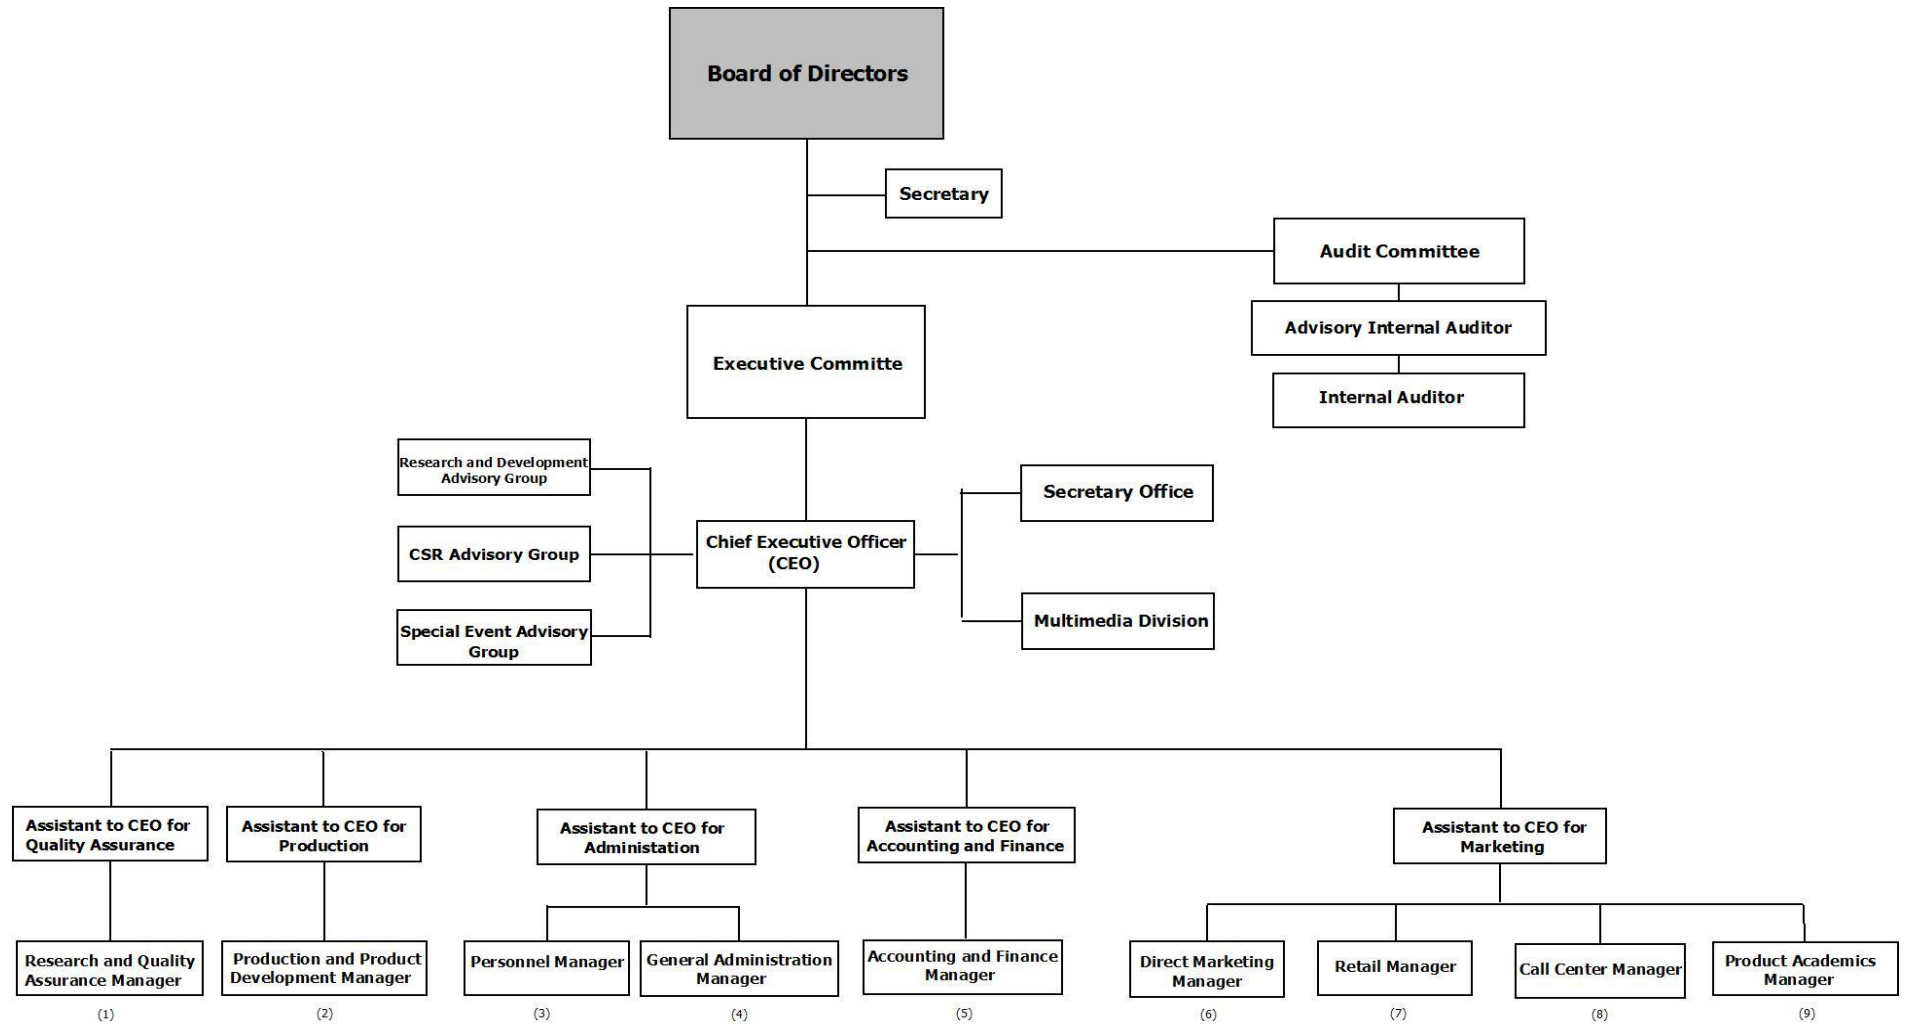 Board of Directors
Secretary
Audit Committee
Advisory Internal Auditor
Internal Auditor
Executive Committe
Research and Development
Advisory Group
CSR Advisory Group
Special Event Advisory
Group
Chief Executive Officer
(CEO)
Secretary Office
Multimedia Division
Assistant to CEO for
Quality Assurance
Assistant to CEO for
Production
Assistant to CEO for
Administation
Assistant to CEO for
Accounting and Finance
Assistant to CEO for
Marketing
Research and Quality
Assurance Manager
Production and Product
Development Manager
Personnel Manager
General Administration
Manager
Accounting and Finance
Manager
Direct Marketing
Manager
Retail Manager
Call Center Manager
Product Academics
Manager
(1)
(2)
(3)
(4)
(5)
(6)
(7)
(8)
(9)